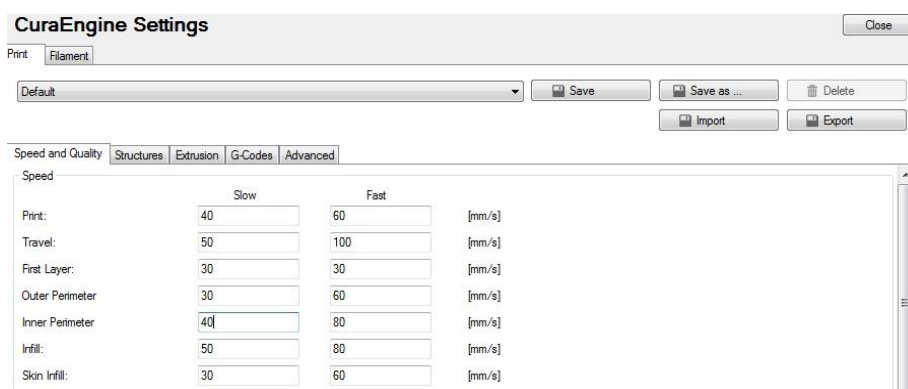 CuraEngine Settings Close
Print Filament
Default Save Save as ... Delete
Import Export
Speed and Quality Structures Extrusion G-Codes Advanced
Speed
Slow Fast
Print: 40 60 [mm/s]
Travel: 50 100 [mm/s]
First Layer: 30 30 [mm/s]
Outer Perimeter 30 60 [mm/s]
Inner Perimeter 40 80 [mm/s]
Infill: 50 80 [mm/s]
Skin Infill: 30 60 [mm/s]